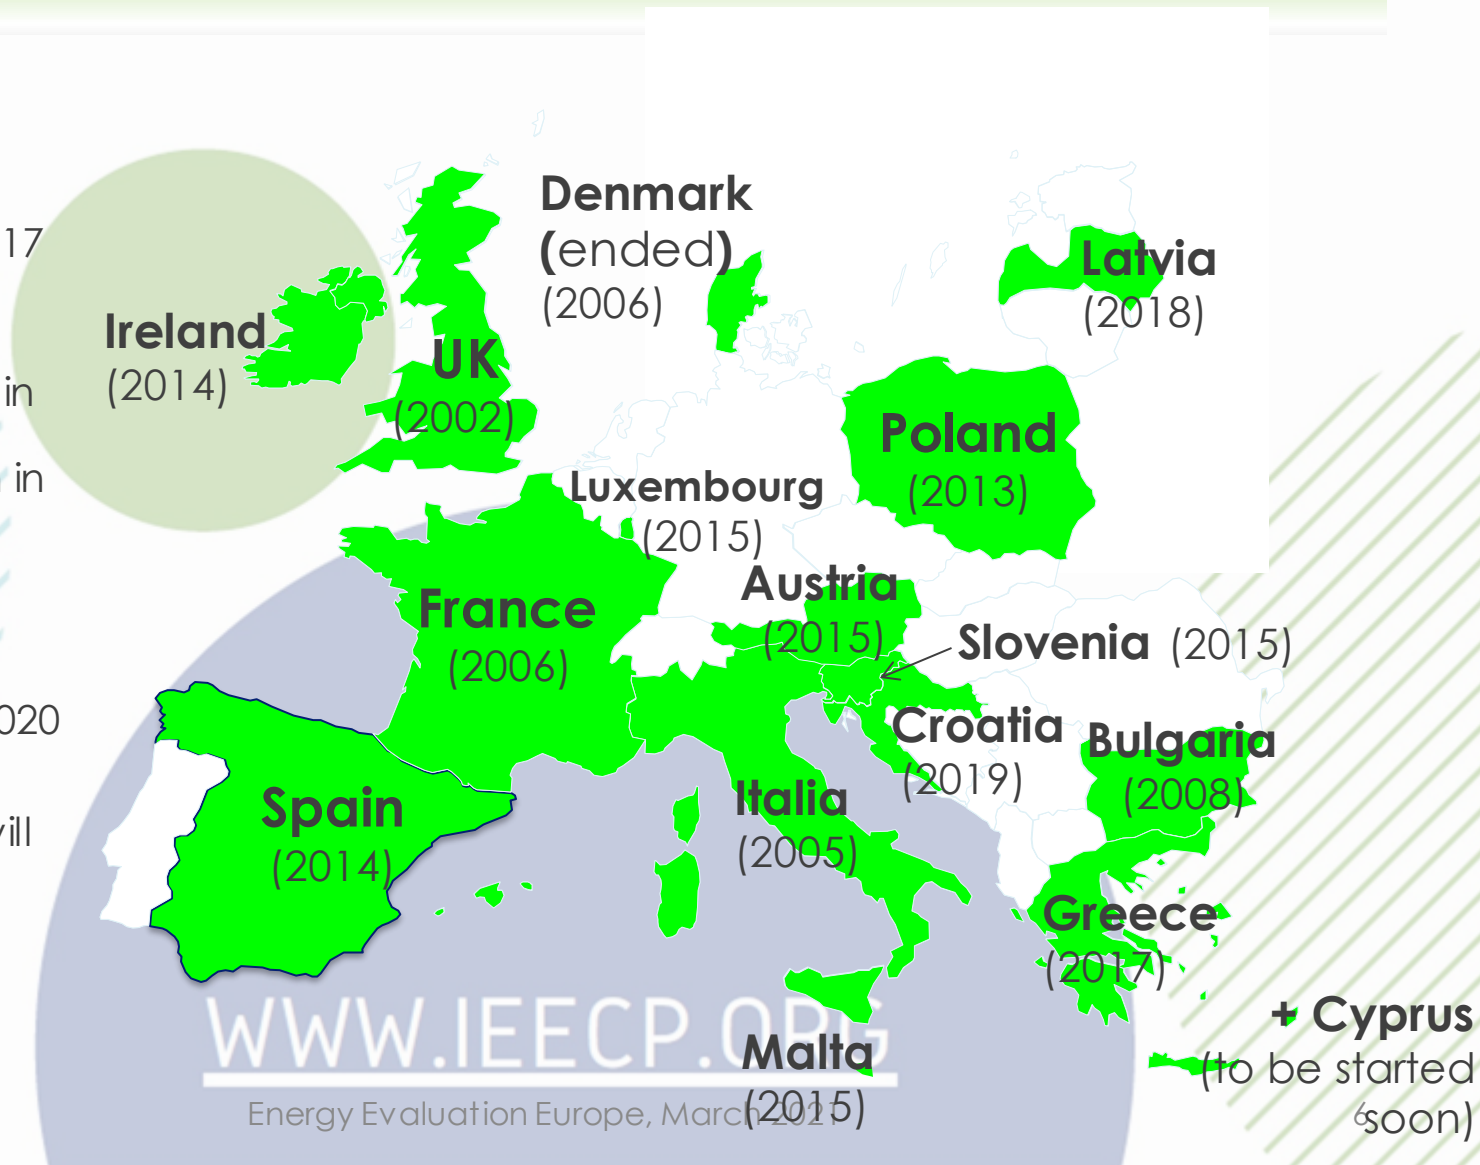 17
in
in
020
ill
Denmark
(ended)
(2006)
Latvia
(2018)
Ireland
(2014)
UK
(2002)
Poland
(2013)
Luxembourg
(2015)
Austria
(2015)
France
(2006)
Slovenia (2015)
Croatia
(2019)
Bulgaria
(2008)
Spain
(2014)
Italia
(2005)
Greece
(2017)
+ Cyprus
(to be started
soon)
WWW.IEECP.ORG
Malta
(2015)
Energy Evaluation Europe, March 2021
6